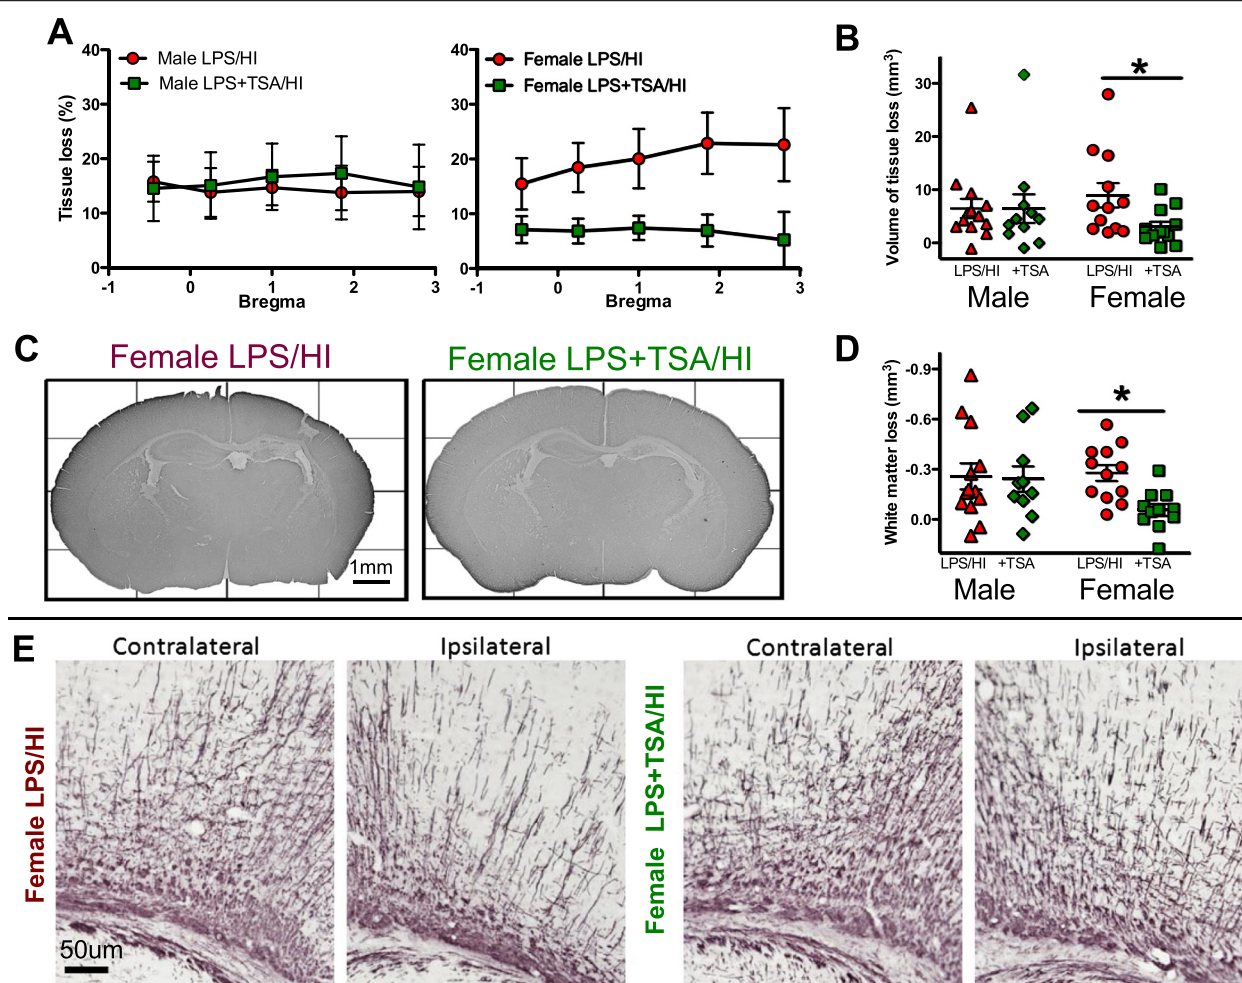 A
Male LPS/HI
Male LPS+TSA/HI
Tissue loss (%)
40
30
20
10
0
-1
0
1
2
3
Bregma
Female LPS/HI
Female LPS+TSA/HI
40
30
20
10
0
-1
0
1
2
3
Bregma
B
*
Volume of tissue loss (mm³)
30
20
10
0
LPS/HI
+TSA
LPS/HI
+TSA
Male
Female
C
Female LPS/HI
Female LPS+TSA/HI
1mm
D
*
White matter loss (mm³)
-0.9
-0.6
-0.3
0.0
LPS/HI
+TSA
LPS/HI
+TSA
Male
Female
E
Contralateral
Ipsilateral
Contralateral
Ipsilateral
Female LPS/HI
Female LPS+TSA/HI
50um